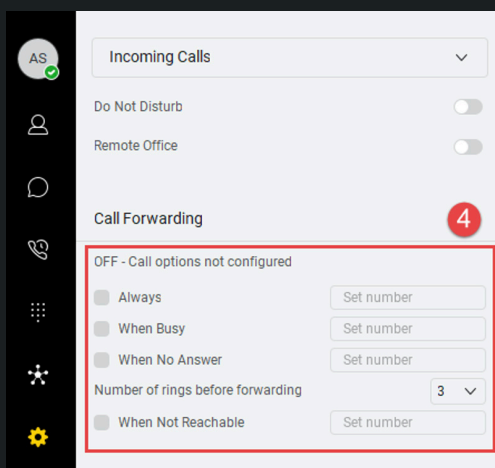 AS
Incoming Calls
Do Not Disturb
Remote Office
Call Forwarding
4
OFF - Call options not configured
Always Set number
When Busy Set number
When No Answer Set number
Number of rings before forwarding 3
When Not Reachable Set number